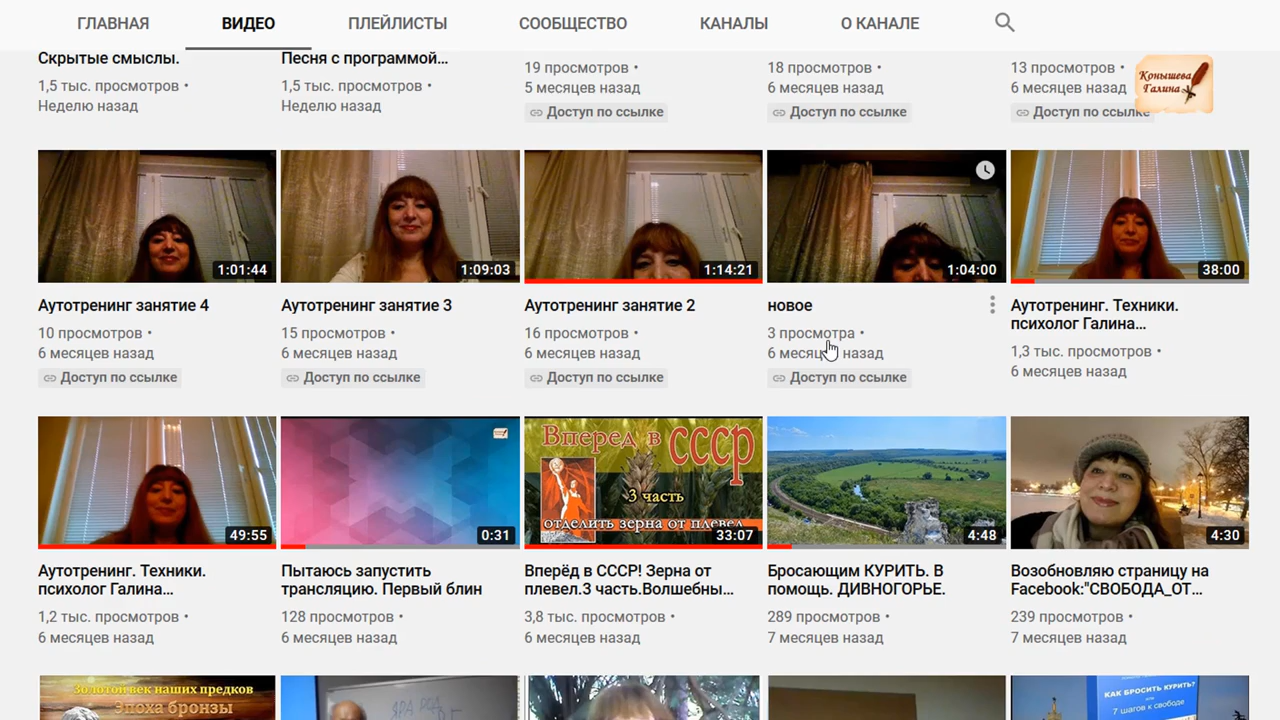 ГЛАВНАЯ
ВИДЕО
ПЛЕЙЛИСТЫ
СООБЩЕСТВО
КАНАЛЫ
О КАНАЛЕ
Скрытые смыслы.
1,5 тыс. просмотров •
Неделю назад
Песня с программой...
1,5 тыс. просмотров •
Неделю назад
19 просмотров •
5 месяцев назад
Доступ по ссылке
18 просмотров •
6 месяцев назад
Доступ по ссылке
13 просмотров •
6 месяцев назад
Доступ по ссылке
Конышева
Галина
1:01:44
Аутотренинг занятие 4
10 просмотров •
6 месяцев назад
Доступ по ссылке
1:09:03
Аутотренинг занятие 3
15 просмотров •
6 месяцев назад
Доступ по ссылке
1:14:21
Аутотренинг занятие 2
16 просмотров •
6 месяцев назад
Доступ по ссылке
1:04:00
новое
3 просмотра •
6 месяцев назад
Доступ по ссылке
38:00
Аутотренинг. Техники.
психолог Галина...
1,3 тыс. просмотров •
6 месяцев назад
49:55
Аутотренинг. Техники.
психолог Галина...
1,2 тыс. просмотров •
6 месяцев назад
0:31
Пытаюсь запустить
трансляцию. Первый блин
128 просмотров •
6 месяцев назад
Вперед в СССР
3 часть
отделить зерна от плевел
33:07
Вперёд в СССР! Зерна от
плевел.3 часть.Волшебны...
3,8 тыс. просмотров •
6 месяцев назад
4:48
Бросающим КУРИТЬ. В
помощь. ДИВНОГОРЬЕ.
289 просмотров •
7 месяцев назад
4:30
Возобновляю страницу на
Facebook:"СВОБОДА_ОТ...
239 просмотров •
7 месяцев назад
Золотой век наших предков
Эпоха бронзы
КАК БРОСИТЬ КУРИТЬ?
7 шагов к свободе